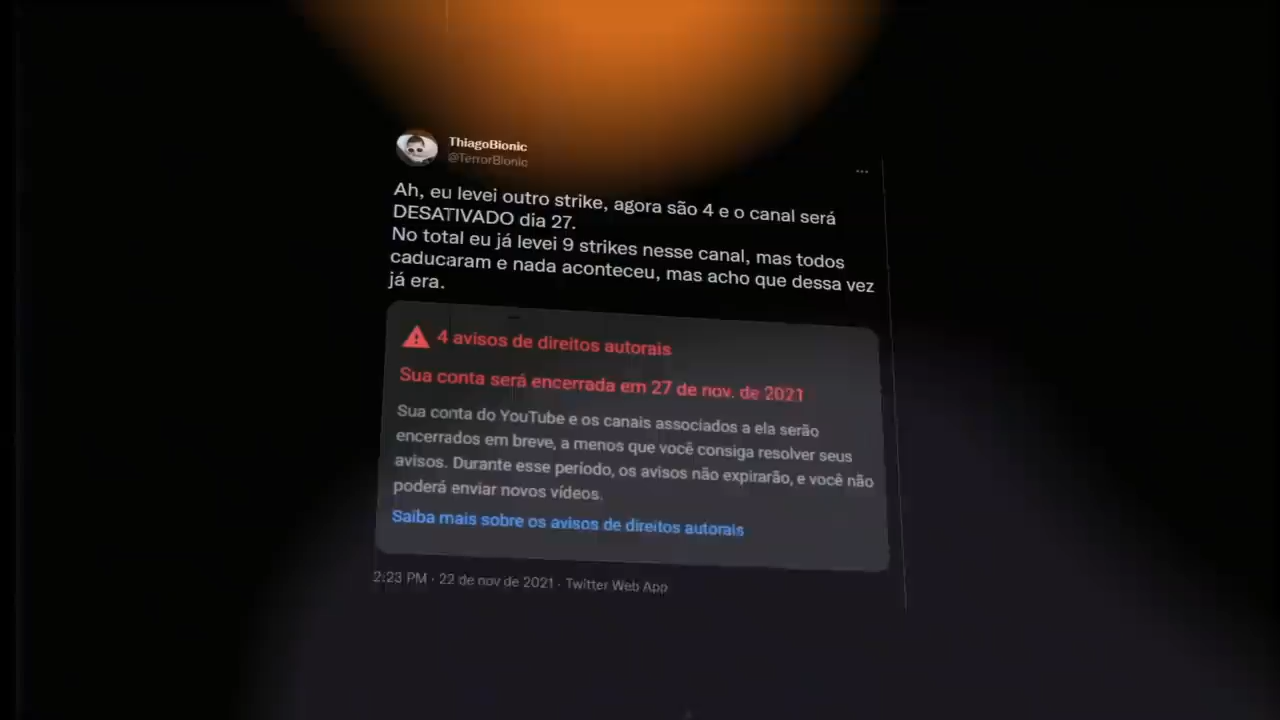 ThiagoBionic
@TerrorBionic
Ah, eu levei outro strike, agora são 4 e o canal será
DESATIVADO dia 27.
No total eu já levei 9 strikes nesse canal, mas todos
caducaram e nada aconteceu, mas acho que dessa vez
já era.
4 avisos de direitos autorais
Sua conta será encerrada em 27 de nov. de 2021
Sua conta do YouTube e os canais associados a ela serão
encerrados em breve, a menos que você consiga resolver seus
avisos. Durante esse período, os avisos não expirarão, e você não
poderá enviar novos vídeos.
Saiba mais sobre os avisos de direitos autorais
2:23 PM · 22 de nov de 2021 · Twitter Web App